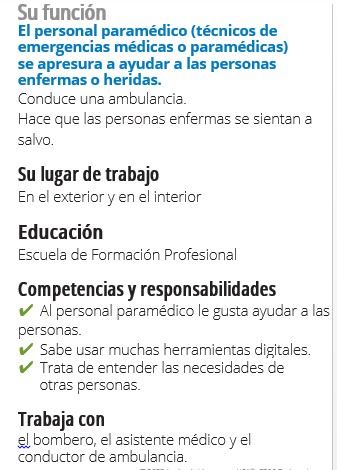 Su función
El personal paramédico (técnicos de
emergencias médicas o paramédicas)
se apresura a ayudar a las personas
enfermas o heridas.
Conduce una ambulancia.
Hace que las personas enfermas se sientan a
salvo.
Su lugar de trabajo
En el exterior y en el interior
Educación
Escuela de Formación Profesional
Competencias y responsabilidades
✔ Al personal paramédico le gusta ayudar a las
personas.
✔ Sabe usar muchas herramientas digitales.
✔ Trata de entender las necesidades de
otras personas.
Trabaja con
el bombero, el asistente médico y el
conductor de ambulancia.